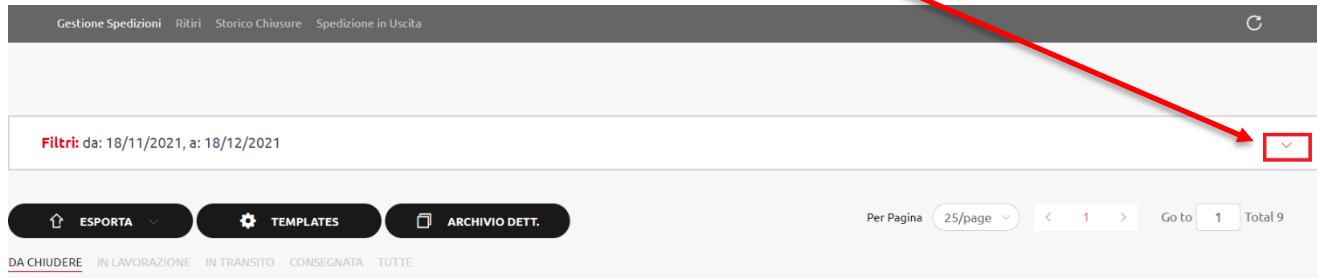 Gestione Spedizioni Ritiri Storico Chiusure Spedizione in Uscita
Filtri: da: 18/11/2021, a: 18/12/2021
ESPORTA TEMPLATES ARCHIVIO DETT. Per Pagina 25/page 1 Go to 1 Total 9
DA CHIUDERE IN LAVORAZIONE IN TRANSITO CONSEGNATA TUTTE